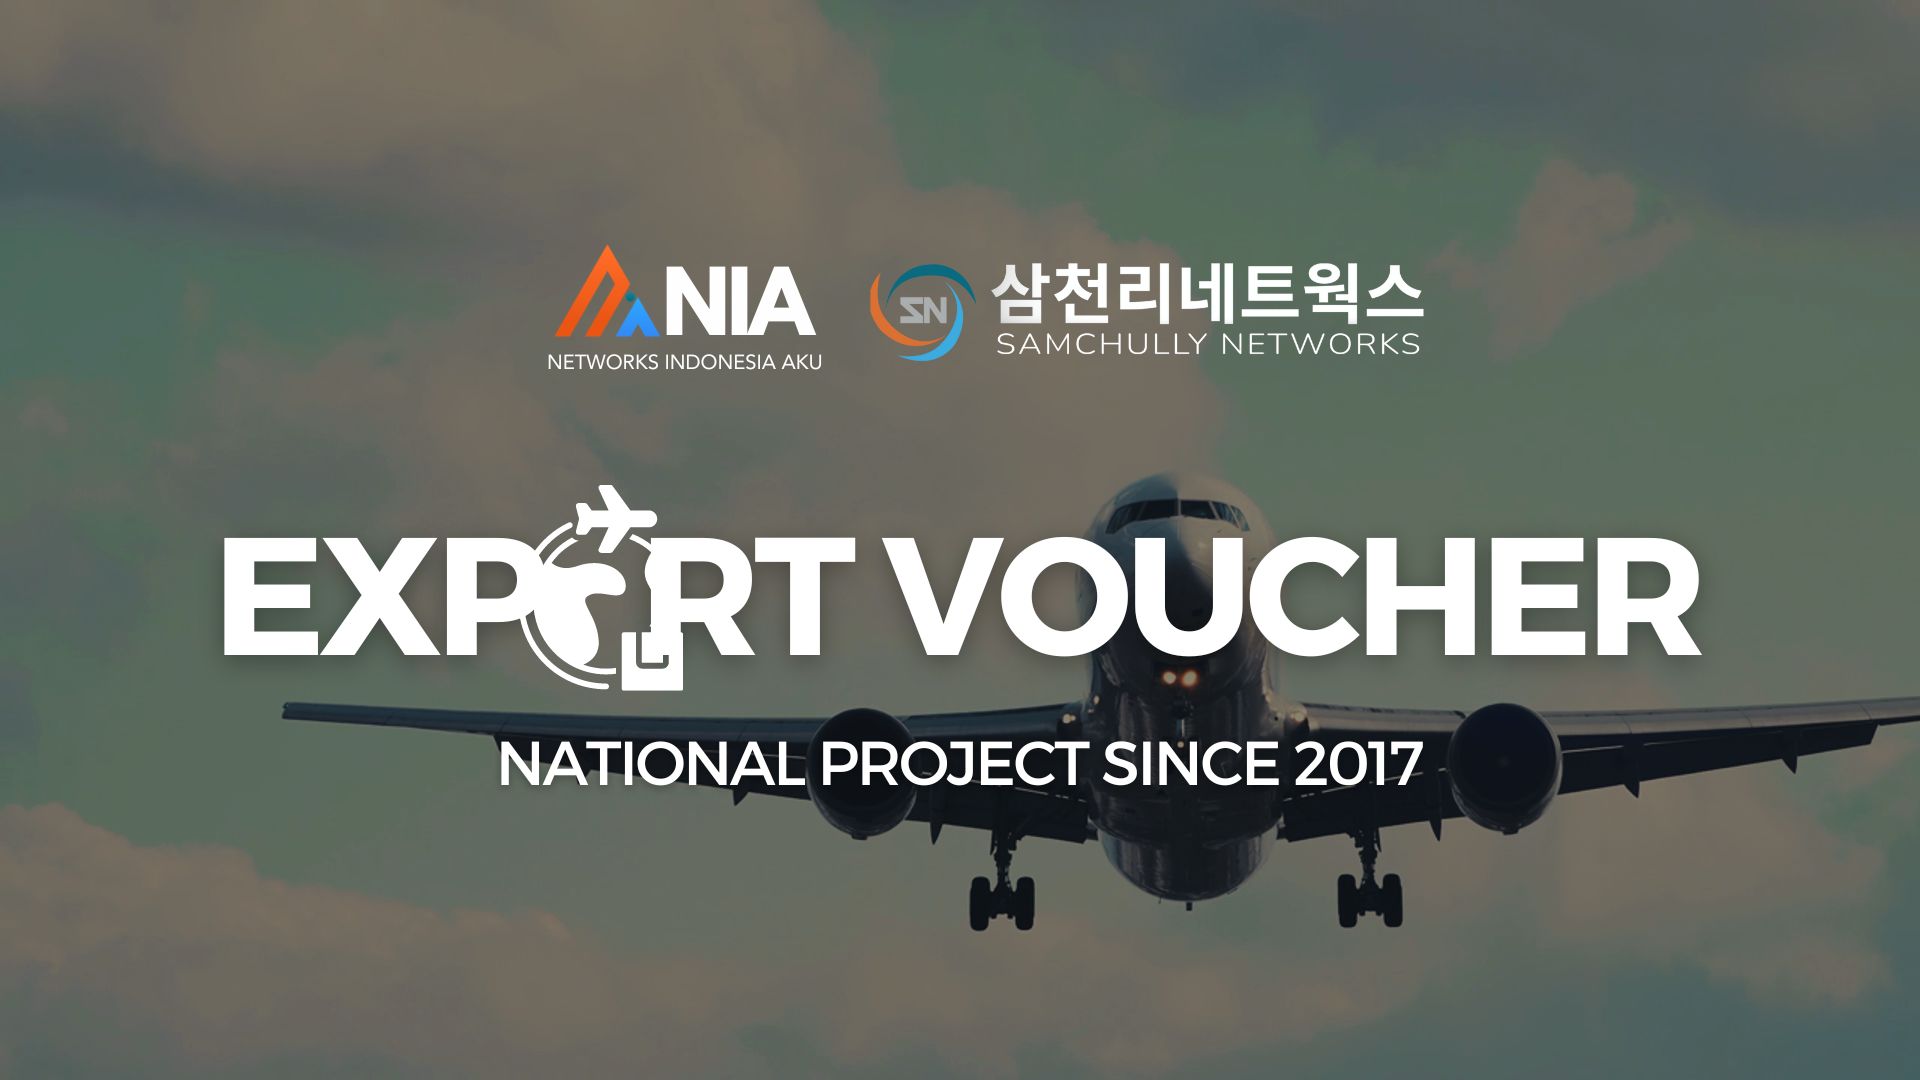 NIA
NETWORKS INDONESIA AKU
SN 삼천리네트웍스
SAMCHULLY NETWORKS
EXPORT VOUCHER
NATIONAL PROJECT SINCE 2017